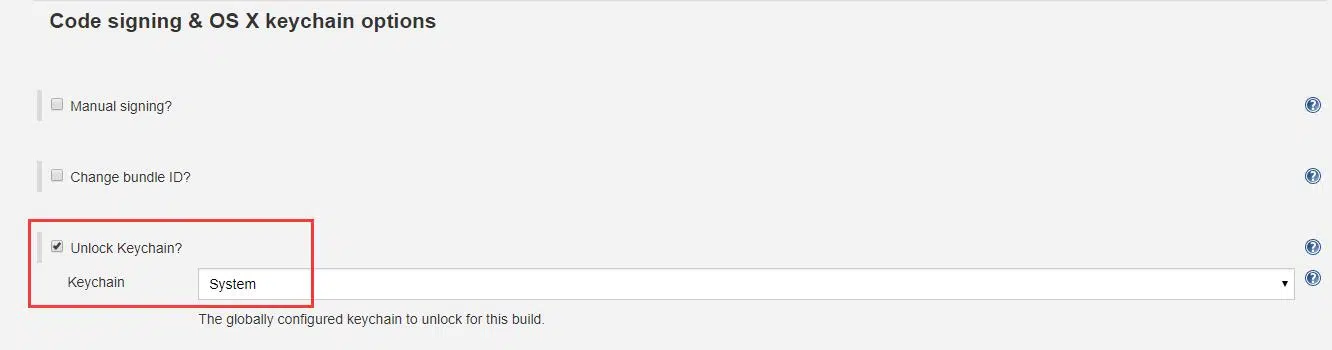 Code signing & OS X keychain options
Manual signing?
Change bundle ID?
Unlock Keychain?
Keychain System
The globally configured keychain to unlock for this build.